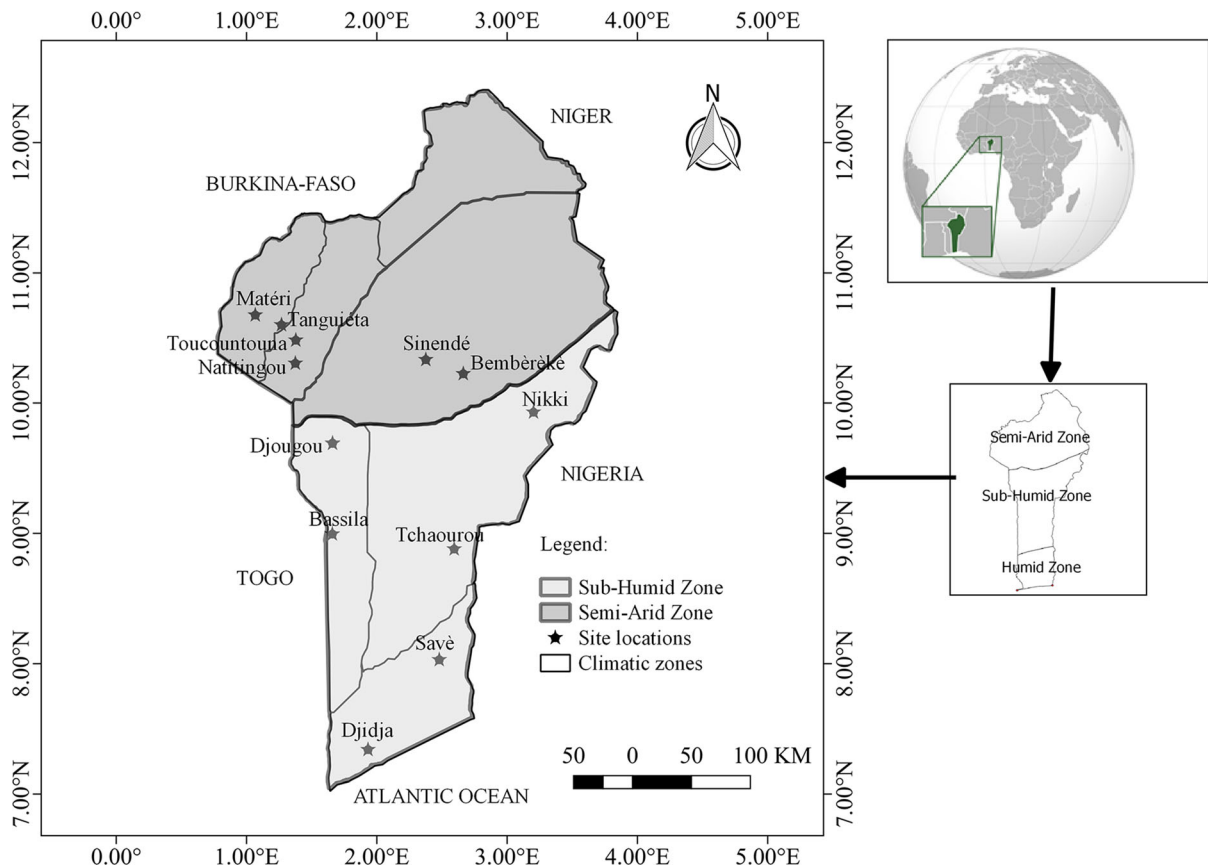 0.00° 1.00°E 2.00°E 3.00°E 4.00°E 5.00°E
12.00°N 11.00°N 10.00°N 9.00°N 8.00°N 7.00°N
N
NIGER
BURKINA-FASO
Matéri
Tanguiéta
Toucountouna
Natitingou
Sinendé
Bembèrèkè
Nikki
Djougou
NIGERIA
Bassila
Tchaourou
TOGO
Savè
Djidja
ATLANTIC OCEAN
Legend:
Sub-Humid Zone
Semi-Arid Zone
Site locations
Climatic zones
50 0 50 100 KM
12.00°N 11.00°N 10.00°N 9.00°N 8.00°N 7.00°N
0.00° 1.00°E 2.00°E 3.00°E 4.00°E 5.00°E
Semi-Arid Zone
Sub-Humid Zone
Humid Zone